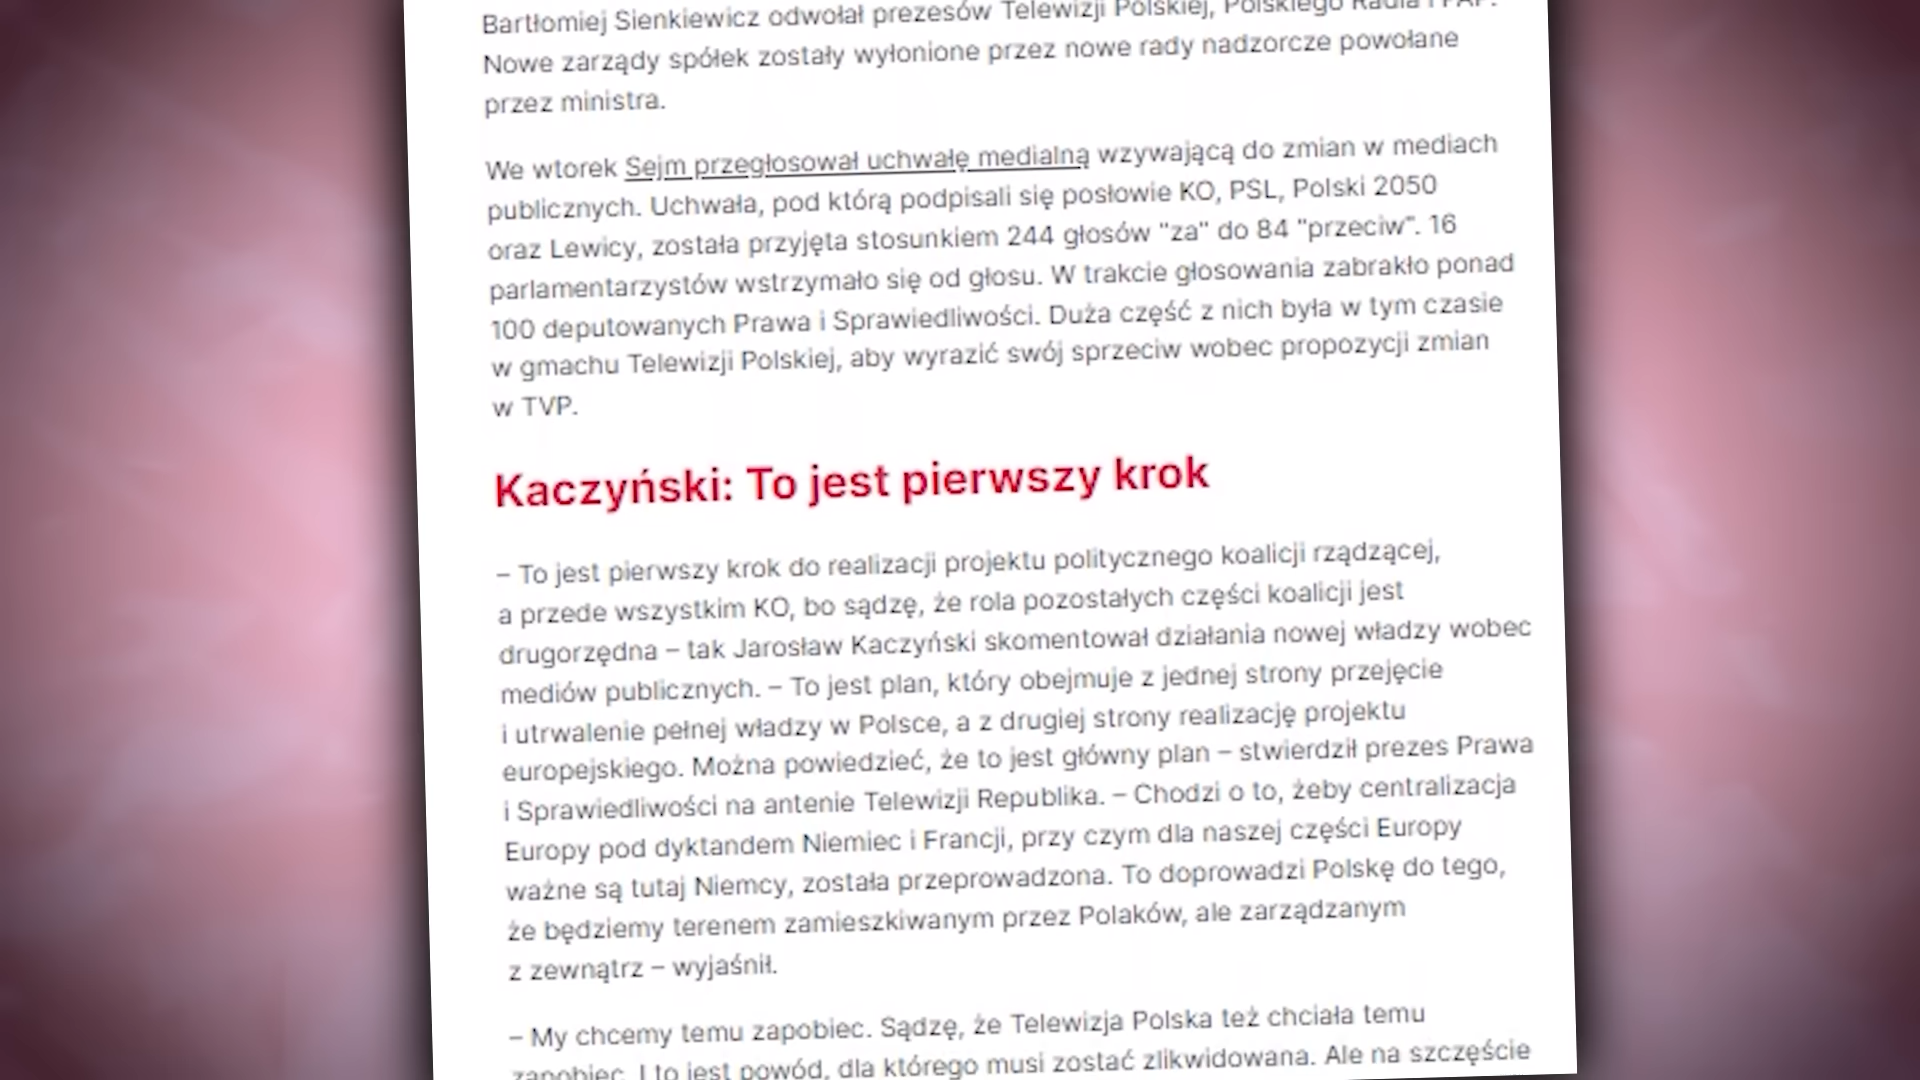 Bartłomiej Sienkiewicz odwołał prezesów Telewizji Polskiej, Polskiego Radia i PAP.
Nowe zarządy spółek zostały wyłonione przez nowe rady nadzorcze powołane
przez ministra.
We wtorek Sejm przegłosował uchwałę medialną wzywającą do zmian w mediach
publicznych. Uchwała, pod którą podpisali się posłowie KO, PSL, Polski 2050
oraz Lewicy, została przyjęta stosunkiem 244 głosów "za" do 84 "przeciw". 16
parlamentarzystów wstrzymało się od głosu. W trakcie głosowania zabrakło ponad
100 deputowanych Prawa i Sprawiedliwości. Duża część z nich była w tym czasie
w gmachu Telewizji Polskiej, aby wyrazić swój sprzeciw wobec propozycji zmian
w TVP.
Kaczyński: To jest pierwszy krok
– To jest pierwszy krok do realizacji projektu politycznego koalicji rządzącej,
a przede wszystkim KO, bo sądzę, że rola pozostałych części koalicji jest
drugorzędna – tak Jarosław Kaczyński skomentował działania nowej władzy wobec
mediów publicznych. – To jest plan, który obejmuje z jednej strony przejęcie
i utrwalenie pełnej władzy w Polsce, a z drugiej strony realizację projektu
europejskiego. Można powiedzieć, że to jest główny plan – stwierdził prezes Prawa
i Sprawiedliwości na antenie Telewizji Republika. – Chodzi o to, żeby centralizacja
Europy pod dyktandem Niemiec i Francji, przy czym dla naszej części Europy
ważne są tutaj Niemcy, została przeprowadzona. To doprowadzi Polskę do tego,
że będziemy terenem zamieszkiwanym przez Polaków, ale zarządzanym
z zewnątrz – wyjaśnił.
– My chcemy temu zapobiec. Sądzę, że Telewizja Polska też chciała temu
zapobiec. I to jest powód, dla którego musi zostać zlikwidowana. Ale na szczęście